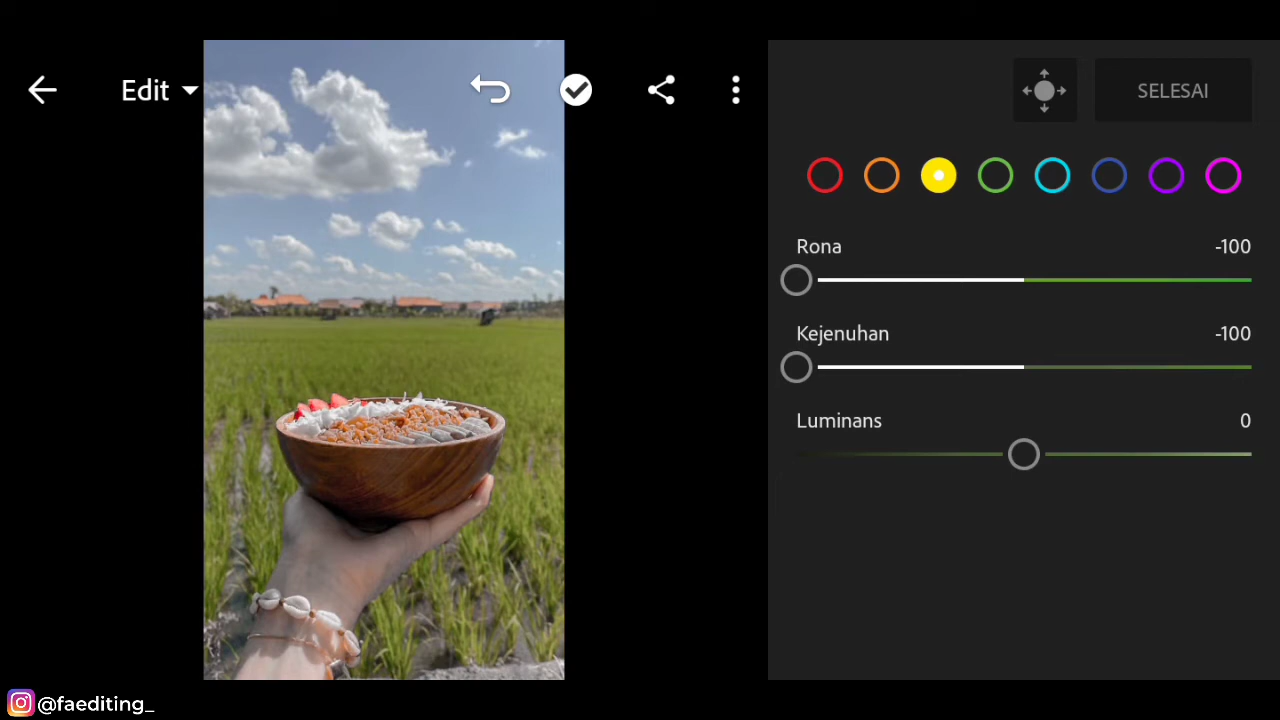 Edit
SELESAI
Rona -100
Kejenuhan -100
Luminans 0
@faediting_